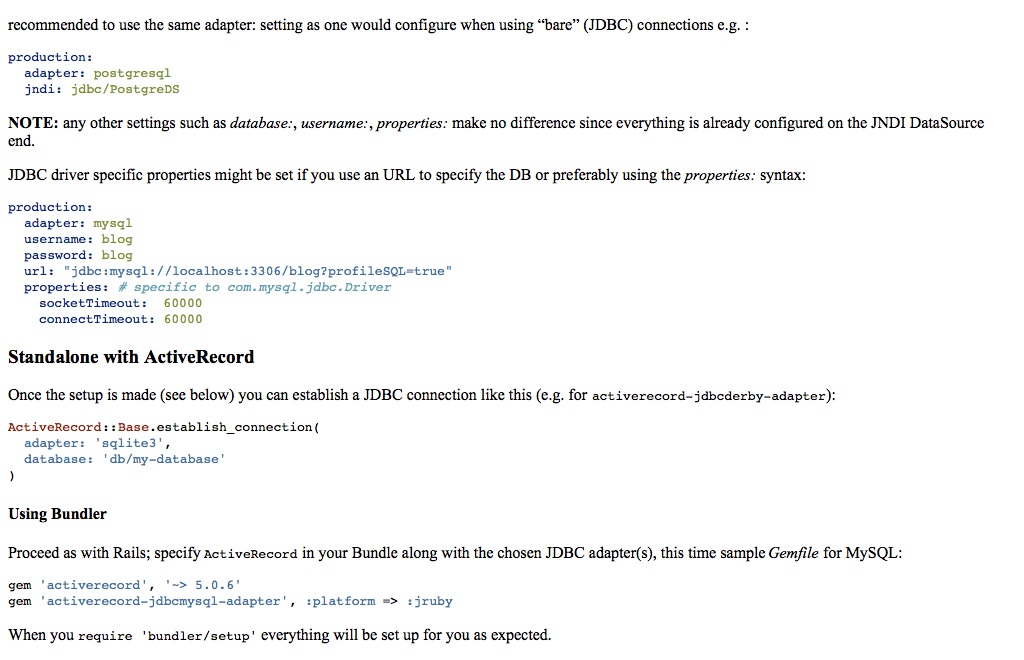 recommended to use the same adapter: setting as one would configure when using “bare” (JDBC) connections e.g. :
production:
  adapter: postgresql
  jndi: jdbc/PostgreDS
NOTE: any other settings such as database:, username:, properties: make no difference since everything is already configured on the JNDI DataSource
end.
JDBC driver specific properties might be set if you use an URL to specify the DB or preferably using the properties: syntax:
production:
  adapter: mysql
  username: blog
  password: blog
  url: "jdbc:mysql://localhost:3306/blog?profileSQL=true"
  properties: # specific to com.mysql.jdbc.Driver
    socketTimeout:  60000
    connectTimeout: 60000
Standalone with ActiveRecord
Once the setup is made (see below) you can establish a JDBC connection like this (e.g. for activerecord-jdbcderby-adapter):
ActiveRecord::Base.establish_connection(
  adapter: 'sqlite3',
  database: 'db/my-database'
)
Using Bundler
Proceed as with Rails; specify ActiveRecord in your Bundle along with the chosen JDBC adapter(s), this time sample Gemfile for MySQL:
gem 'activerecord', '~> 5.0.6'
gem 'activerecord-jdbcmysql-adapter', :platform => :jruby
When you require 'bundler/setup' everything will be set up for you as expected.